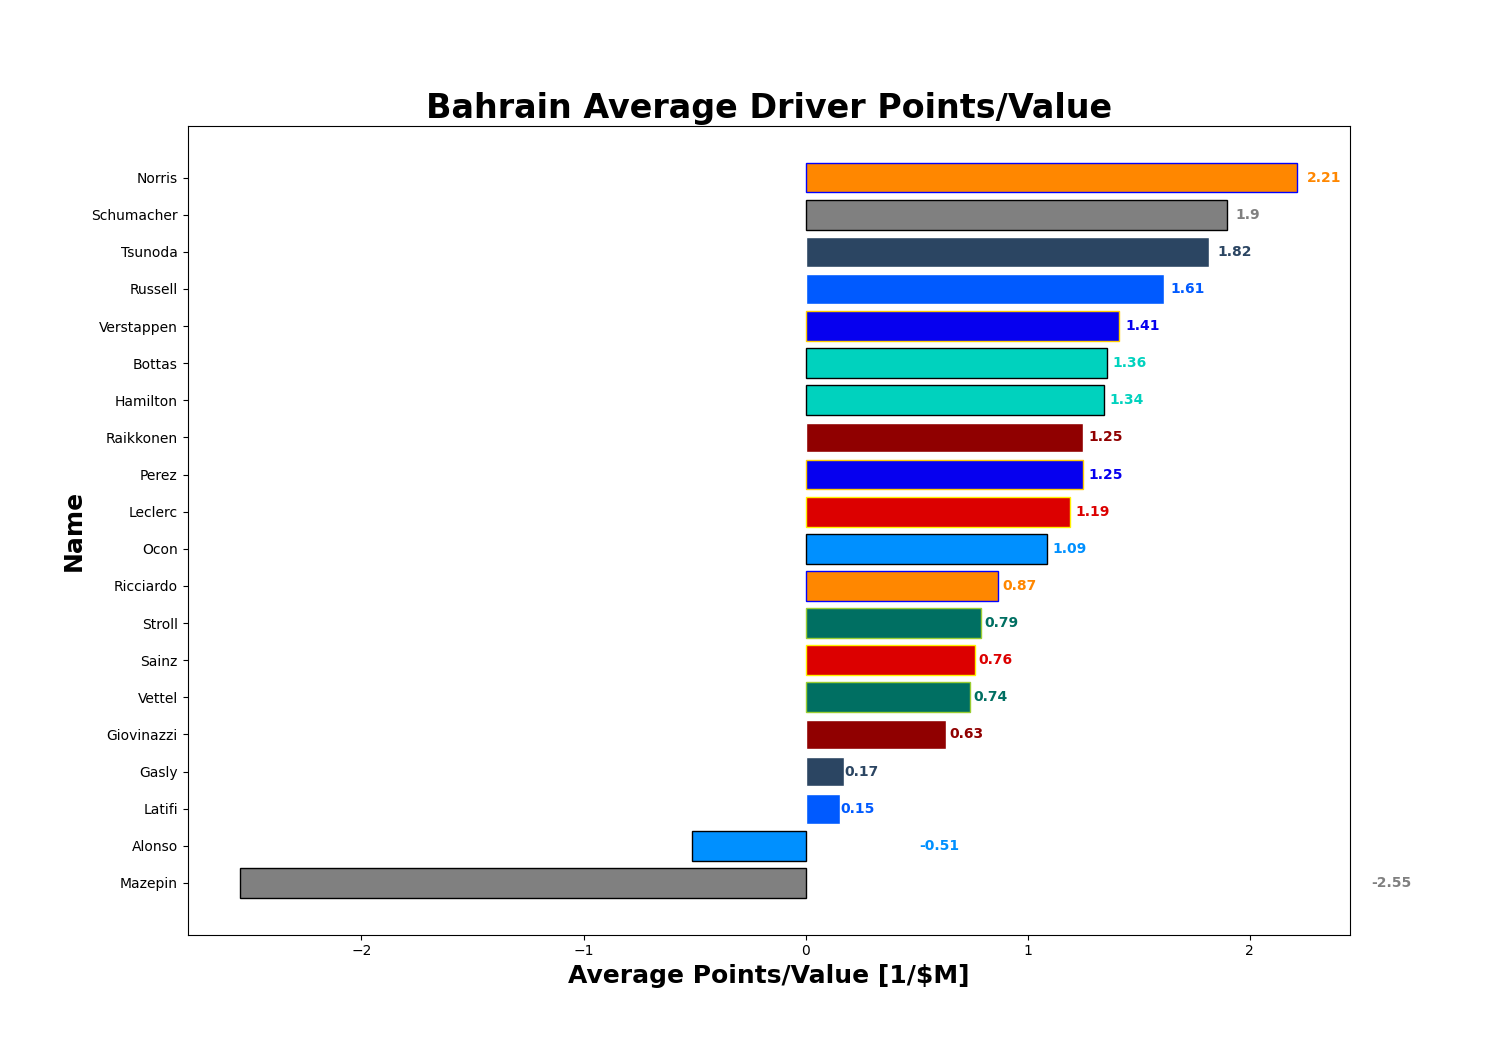 Bahrain Average Driver Points/Value
Norris 2.21
Schumacher 1.9
Tsunoda 1.82
Russell 1.61
Verstappen 1.41
Bottas 1.36
Hamilton 1.34
Raikkonen 1.25
Perez 1.25
Leclerc 1.19
Ocon 1.09
Ricciardo 0.87
Stroll 0.79
Sainz 0.76
Vettel 0.74
Giovinazzi 0.63
Gasly 0.17
Latifi 0.15
Alonso -0.51
Mazepin -2.55
Name
−2 −1 0 1 2
Average Points/Value [1/$M]